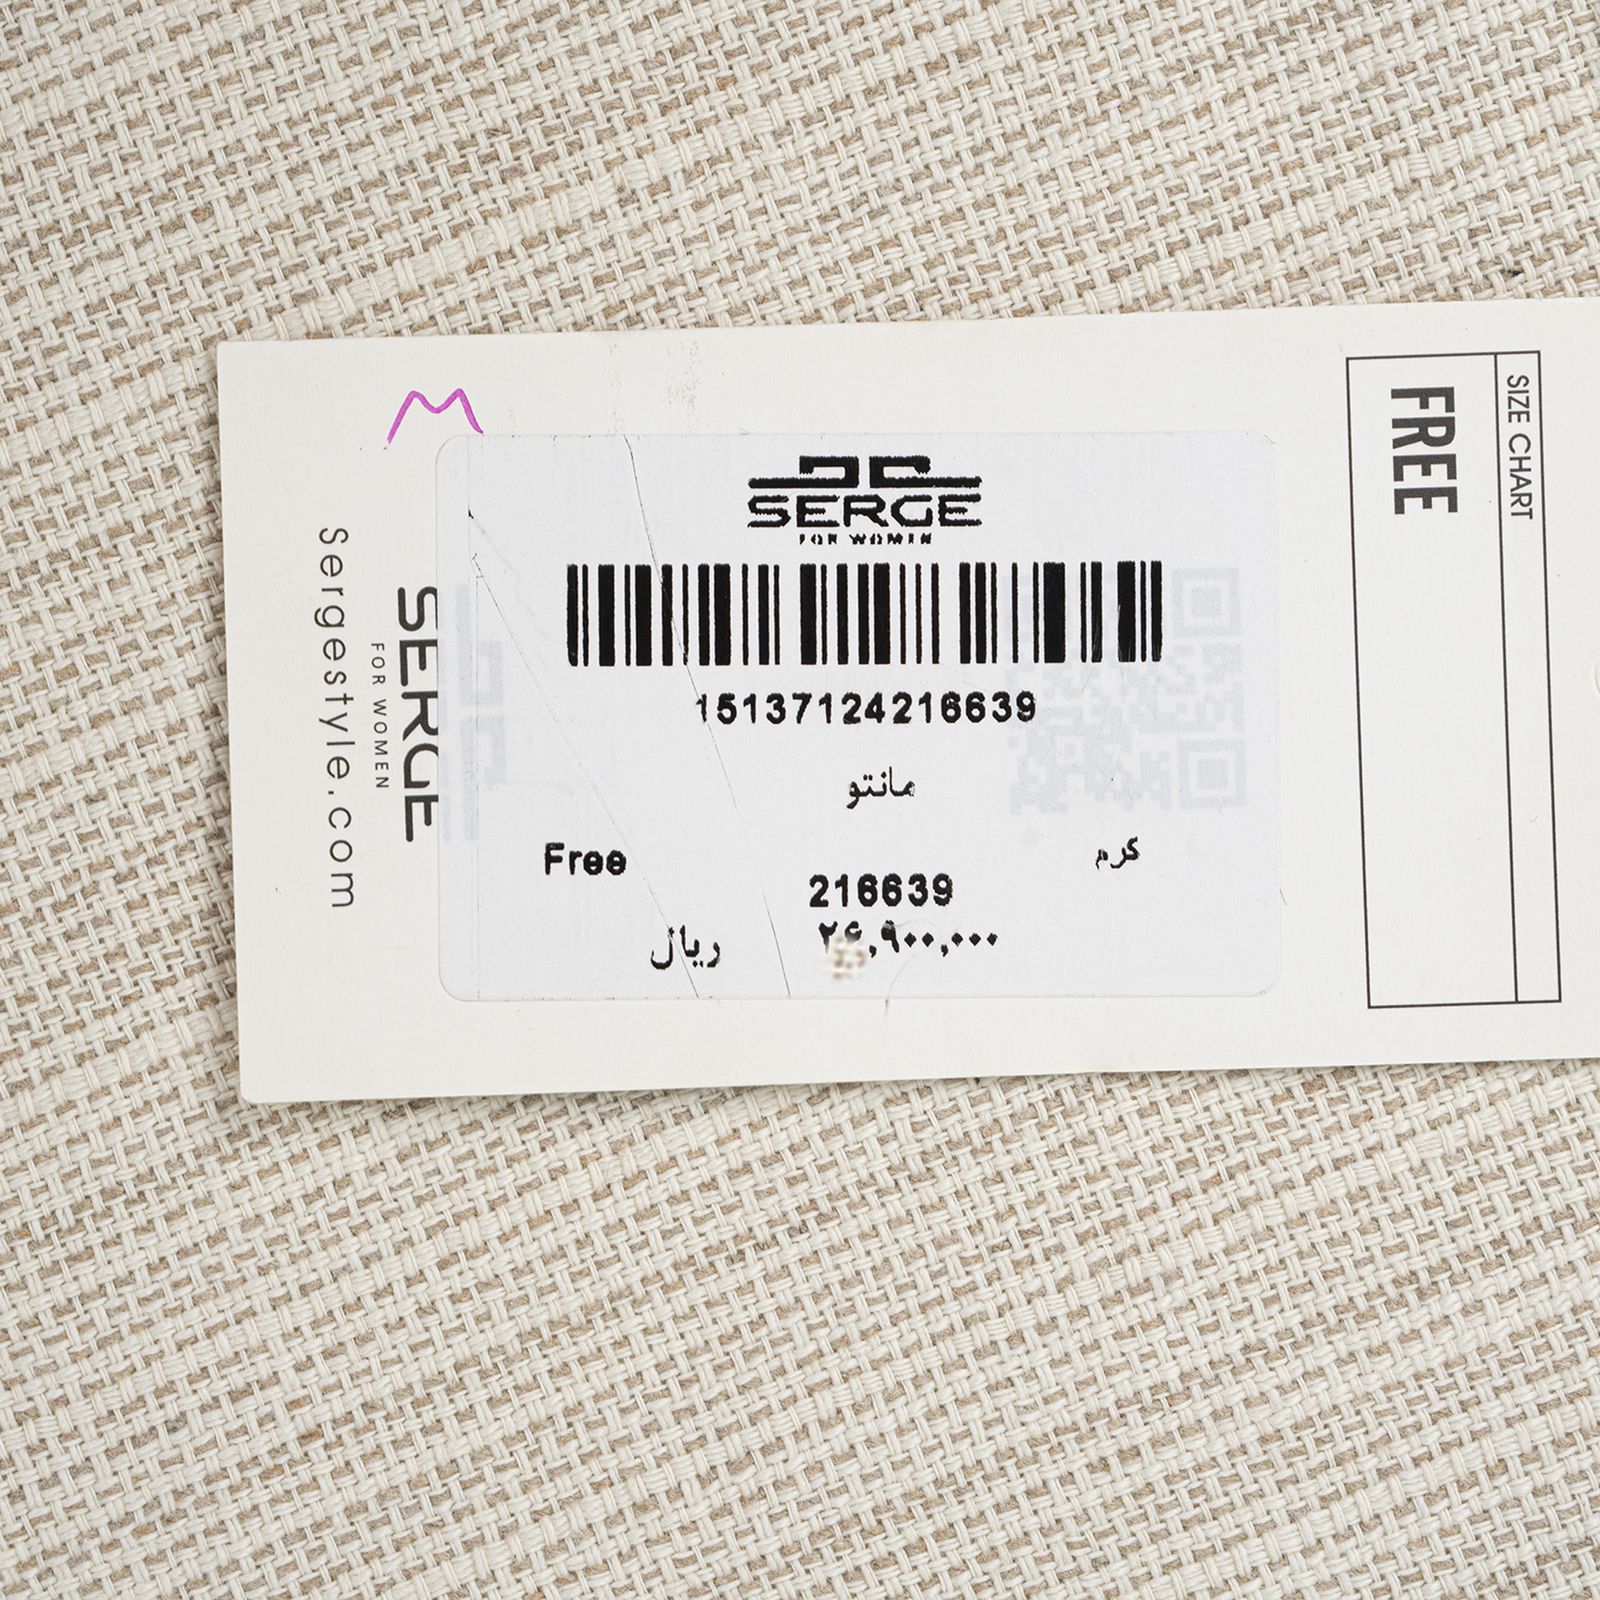 M
SERGE
FOR WOMEN
15137124216639
مانتو
Free
کرم
216639
ریال
SERGE
FOR WOMEN
Sergestyle.com
SIZE CHART
FREE